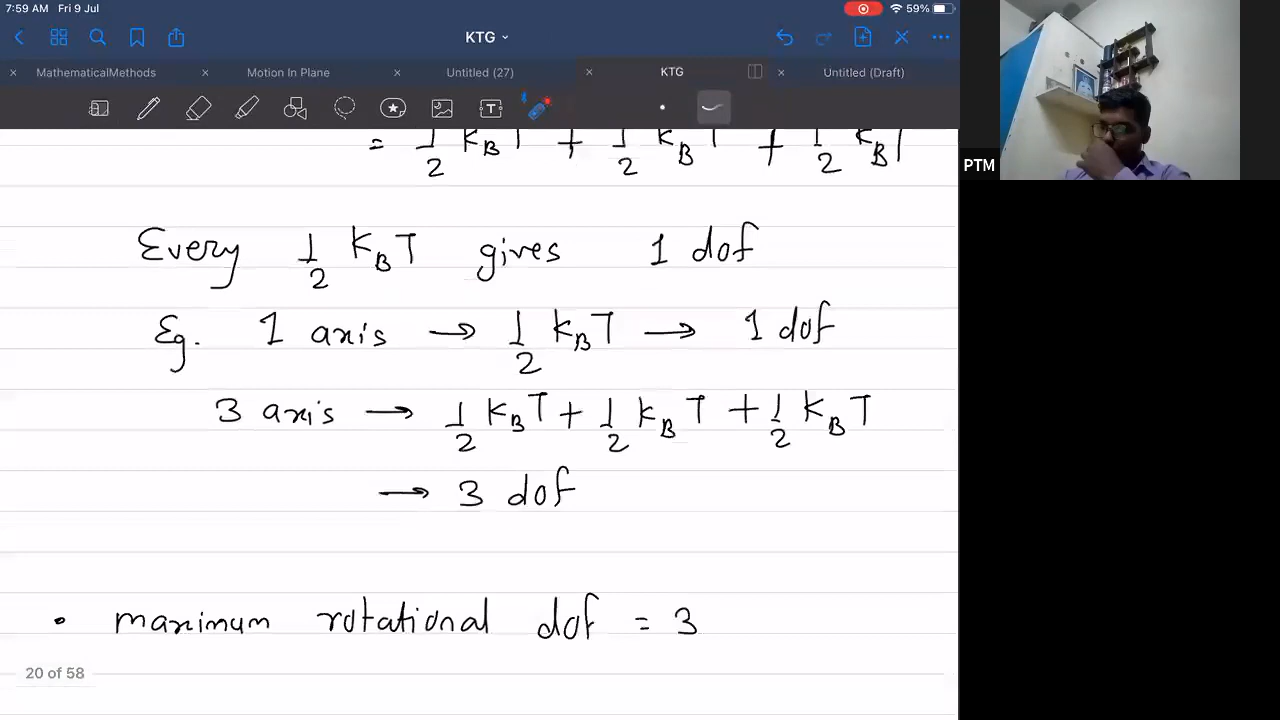 7:59 AM Fri 9 Jul 59%
KTG
MathematicalMethods Motion In Plane Untitled (27) KTG Untitled (Draft)
= 1/2 KBT + 1/2 KBT + 1/2 KBT
Every 1/2 KBT gives 1 dof
Eg. 1 axis → 1/2 KBT → 1 dof
3 axis → 1/2 KBT + 1/2 KBT + 1/2 KBT
→ 3 dof
• maximum rotational dof = 3
20 of 58
PTM